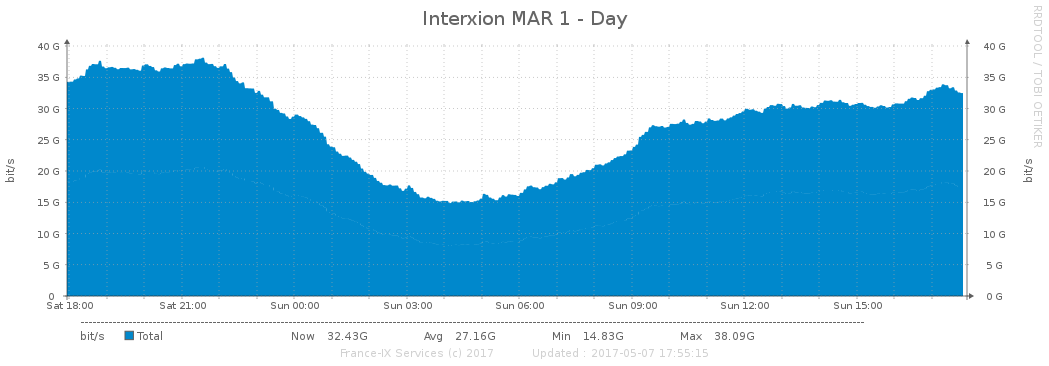 Interxion MAR 1 - Day
RRDTOOL / TOBI OETIKER
40 G 40 G
35 G 35 G
30 G 30 G
25 G 25 G
20 G 20 G
15 G 15 G
10 G 10 G
5 G 5 G
0 0 G
bit/s bit/s
Sat 18:00 Sat 21:00 Sun 00:00 Sun 03:00 Sun 06:00 Sun 09:00 Sun 12:00 Sun 15:00
bit/s Total Now 32.43G Avg 27.16G Min 14.83G Max 38.09G
France-IX Services (c) 2017 Updated : 2017-05-07 17:55:15